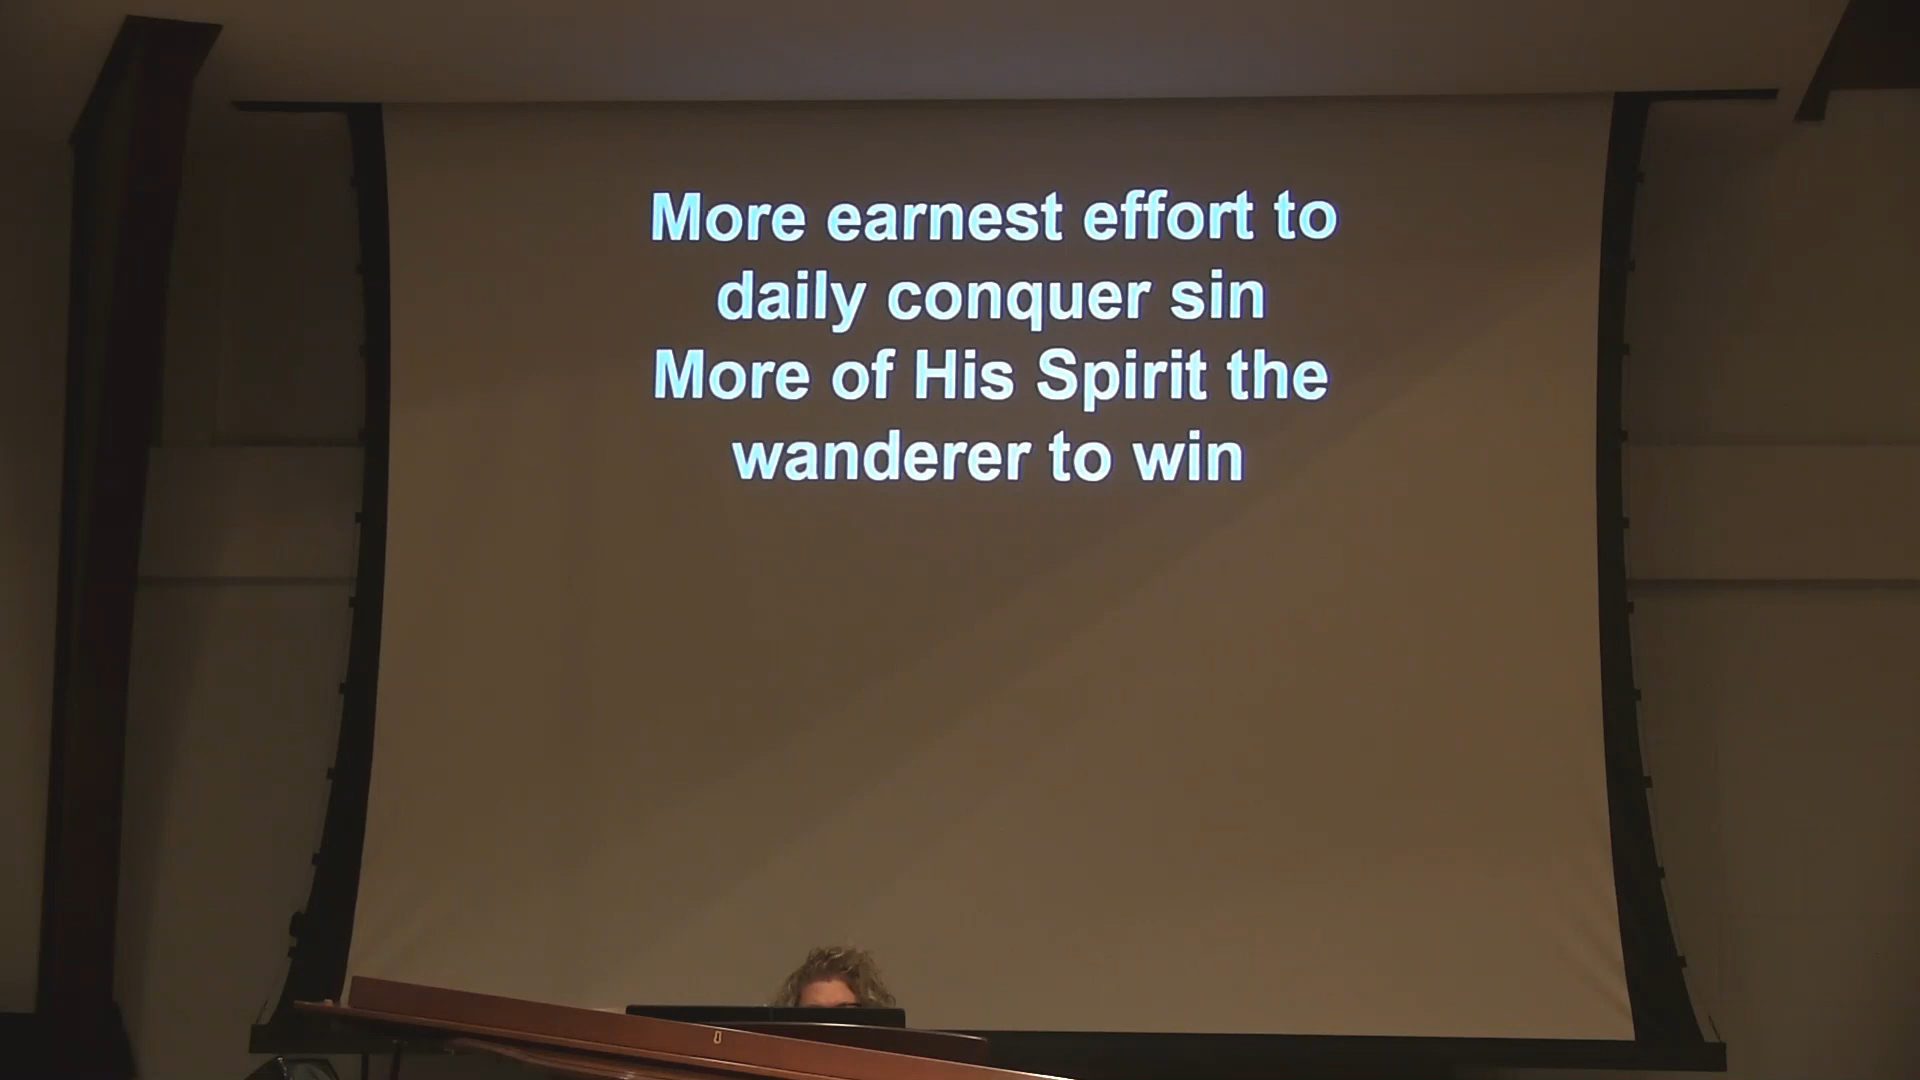 More earnest effort to
daily conquer sin
More of His Spirit the
wanderer to win